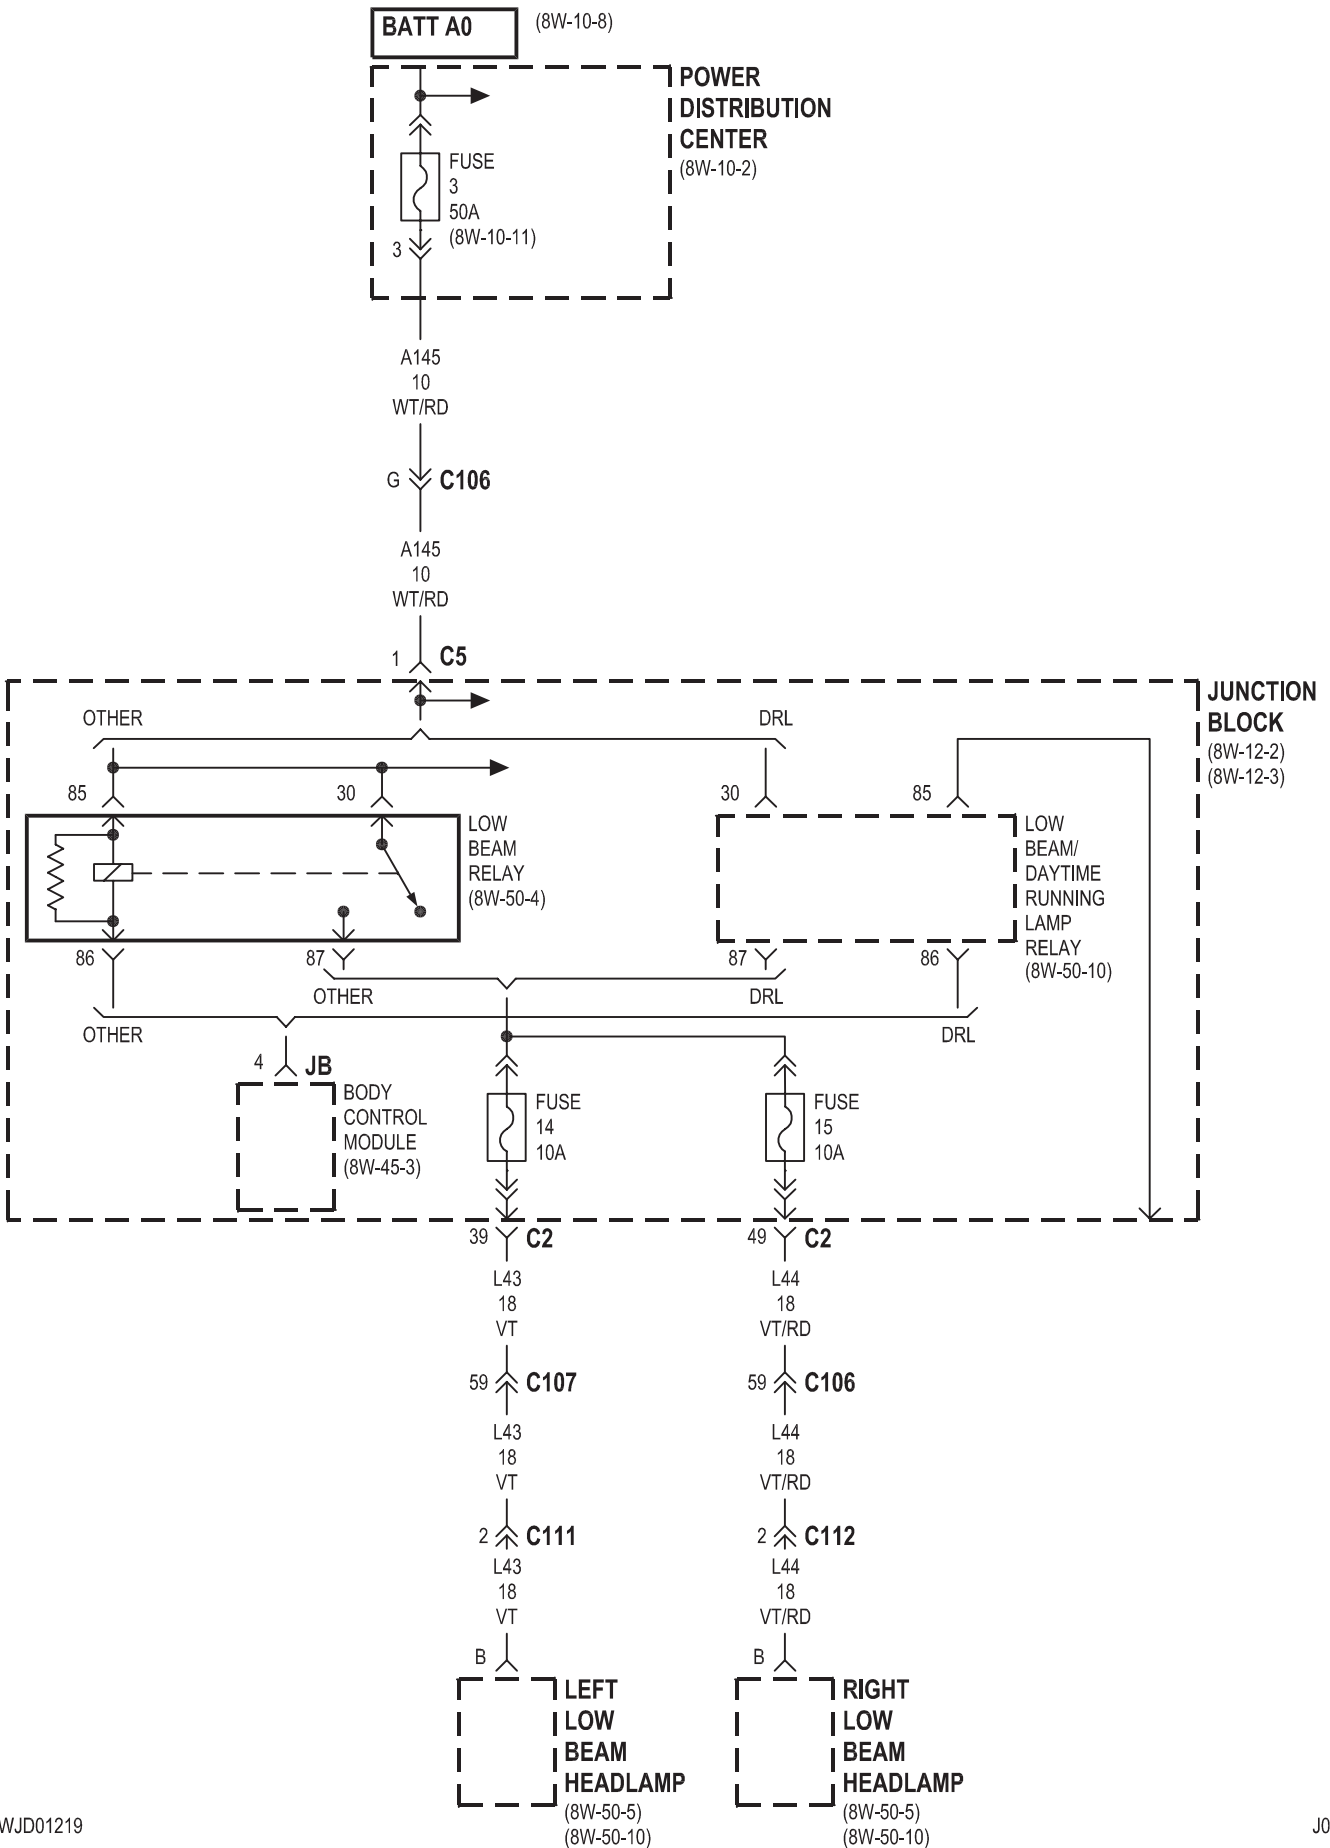 BATT A0
(8W-10-8)
POWER
DISTRIBUTION
CENTER
(8W-10-2)
FUSE
3
50A
(8W-10-11)
3
A145
10
WT/RD
G
C106
A145
10
WT/RD
1
C5
JUNCTION
BLOCK
(8W-12-2)
(8W-12-3)
OTHER
DRL
85
30
30
85
LOW
BEAM
RELAY
(8W-50-4)
LOW
BEAM/
DAYTIME
RUNNING
LAMP
RELAY
(8W-50-10)
86
87
87
86
OTHER
DRL
OTHER
DRL
4
JB
BODY
CONTROL
MODULE
(8W-45-3)
FUSE
14
10A
FUSE
15
10A
39
C2
49
C2
L43
18
VT
L44
18
VT/RD
59
C107
59
C106
L43
18
VT
L44
18
VT/RD
2
C111
2
C112
L43
18
VT
L44
18
VT/RD
B
B
LEFT
LOW
BEAM
HEADLAMP
(8W-50-5)
(8W-50-10)
RIGHT
LOW
BEAM
HEADLAMP
(8W-50-5)
(8W-50-10)
WJD01219
J0